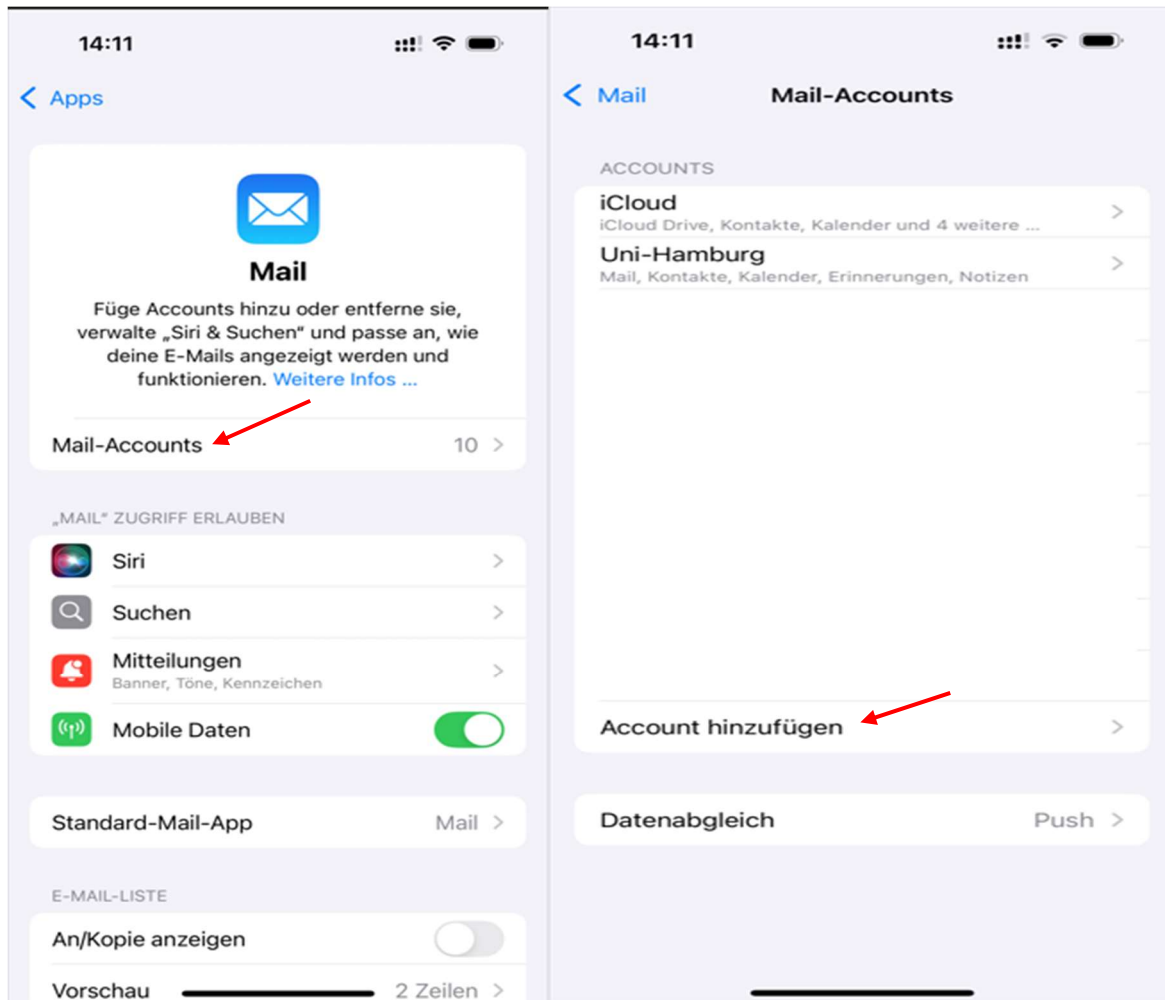 14:11
Apps
Mail
Füge Accounts hinzu oder entferne sie,
verwalte „Siri & Suchen“ und passe an, wie
deine E-Mails angezeigt werden und
funktionieren. Weitere Infos ...
Mail-Accounts 10
„MAIL“ ZUGRIFF ERLAUBEN
Siri
Suchen
Mitteilungen
Banner, Töne, Kennzeichen
Mobile Daten
Standard-Mail-App Mail
E-MAIL-LISTE
An/Kopie anzeigen
Vorschau 2 Zeilen
14:11
Mail Mail-Accounts
ACCOUNTS
iCloud
iCloud Drive, Kontakte, Kalender und 4 weitere ...
Uni-Hamburg
Mail, Kontakte, Kalender, Erinnerungen, Notizen
Account hinzufügen
Datenabgleich Push